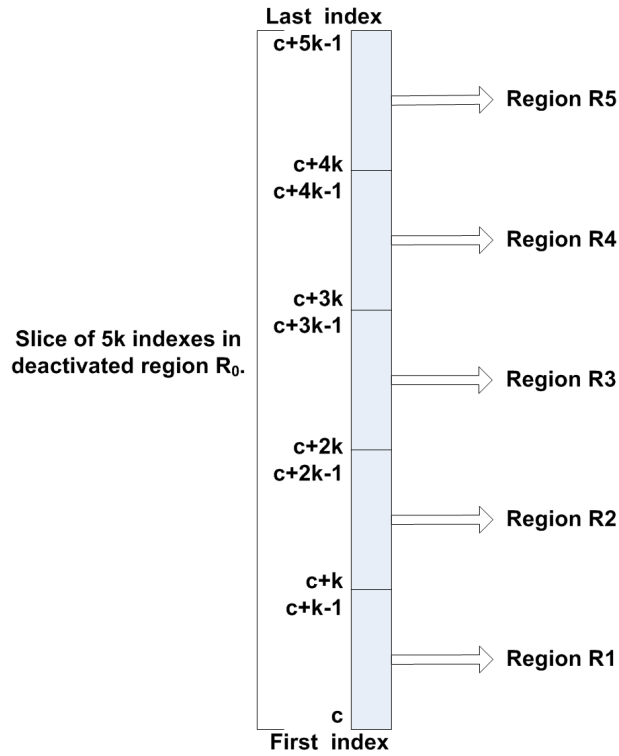 Last index
c+5k-1
Region R5
c+4k
c+4k-1
Region R4
c+3k
c+3k-1
Slice of 5k indexes in
deactivated region R₀.
Region R3
c+2k
c+2k-1
Region R2
c+k
c+k-1
Region R1
c
First index